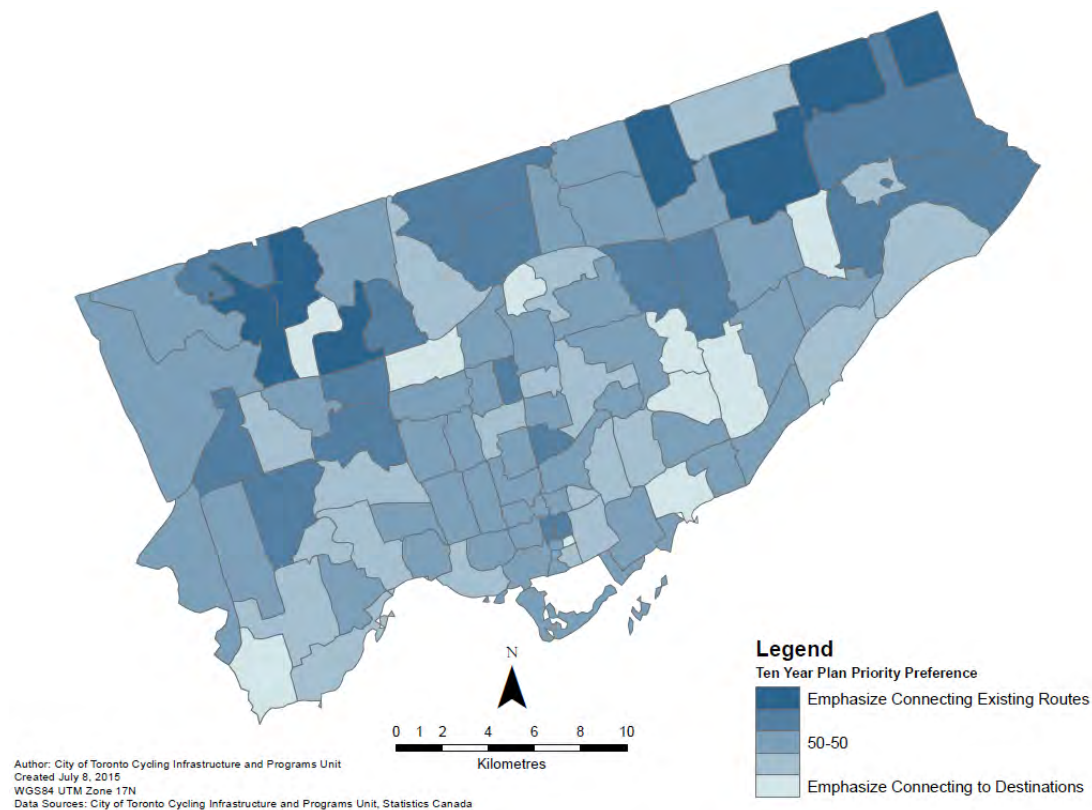 N
0 1 2 4 6 8 10
Kilometres
Legend
Ten Year Plan Priority Preference
Emphasize Connecting Existing Routes
50-50
Emphasize Connecting to Destinations
Author: City of Toronto Cycling Infrastructure and Programs Unit
Created July 8, 2015
WGS84 UTM Zone 17N
Data Sources: City of Toronto Cycling Infrastructure and Programs Unit, Statistics Canada